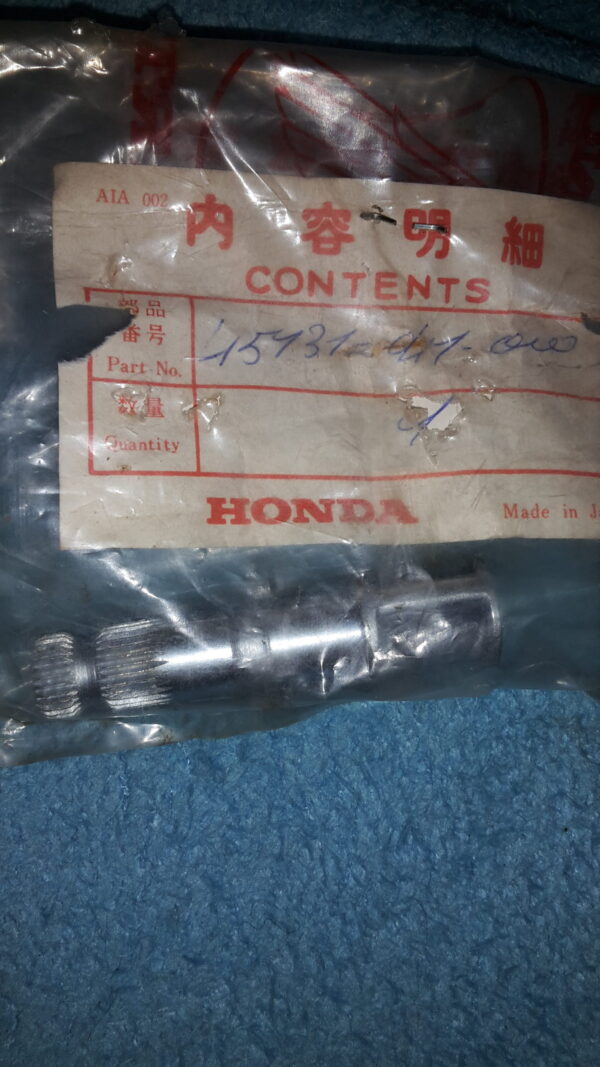 AIA 002
内容明細
CONTENTS
部品
番号
Part No.
数量
Quantity
HONDA
Made in